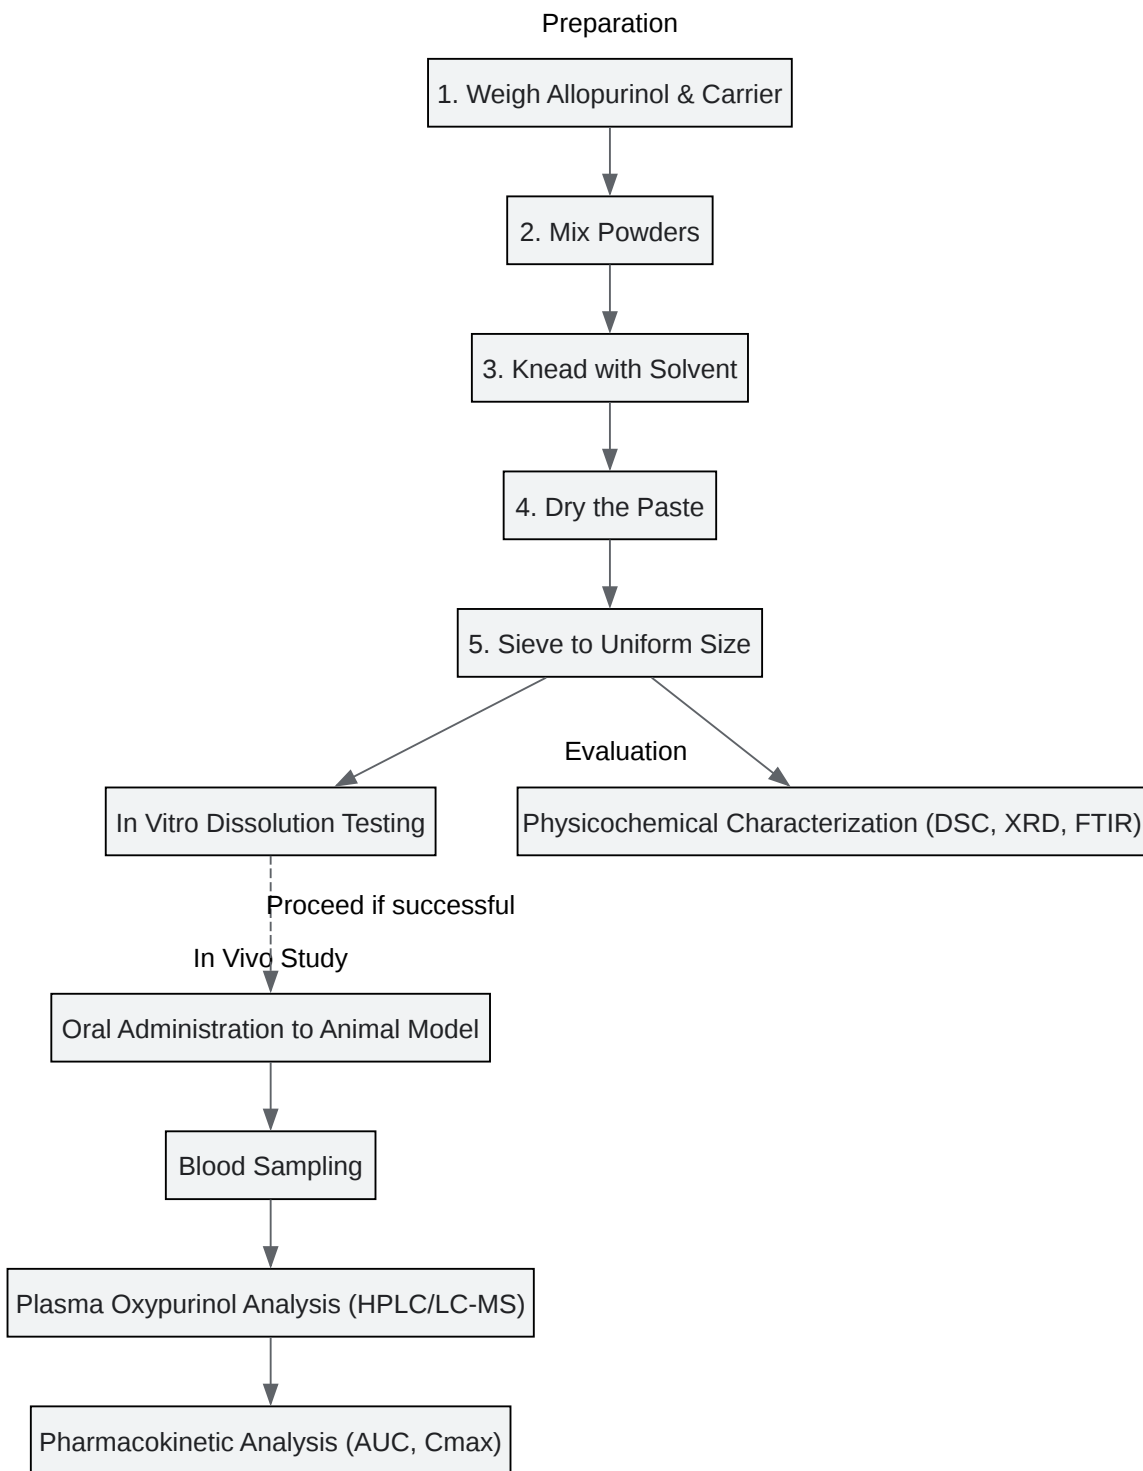 Preparation
1. Weigh Allopurinol & Carrier
2. Mix Powders
3. Knead with Solvent
4. Dry the Paste
5. Sieve to Uniform Size
Evaluation
In Vitro Dissolution Testing
Physicochemical Characterization (DSC, XRD, FTIR)
Proceed if successful
In Vivo Study
Oral Administration to Animal Model
Blood Sampling
Plasma Oxypurinol Analysis (HPLC/LC-MS)
Pharmacokinetic Analysis (AUC, Cmax)